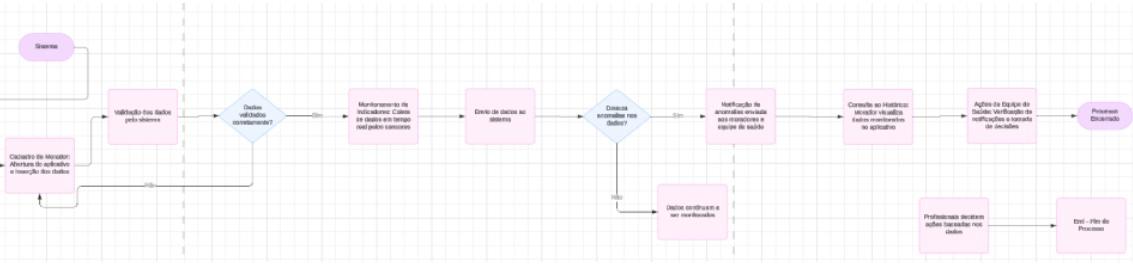 Sistema
Validação dos dados
pelo sistema
Cadastro do Morador:
Abertura do aplicativo
e inserção dos dados
Não
Dados
validados
corretamente?
Sim
Monitoramento de
Indicadores: Coleta
de dados em tempo
real pelos sensores
Envio de dados ao
sistema
anomalias nos
dados?
Sim
Não
Dados continuam a
ser monitorados
Notificação de
anomalias enviada
aos moradores e
equipe de saúde
Consulta ao Histórico:
Morador visualiza
dados monitorados
no aplicativo
Ações da Equipe de
Saúde: Verificação de
notificações e tomada
de decisões
Processo
Encerrado
Profissionais decidem
ações baseadas nos
dados
End - Fim do
Processo